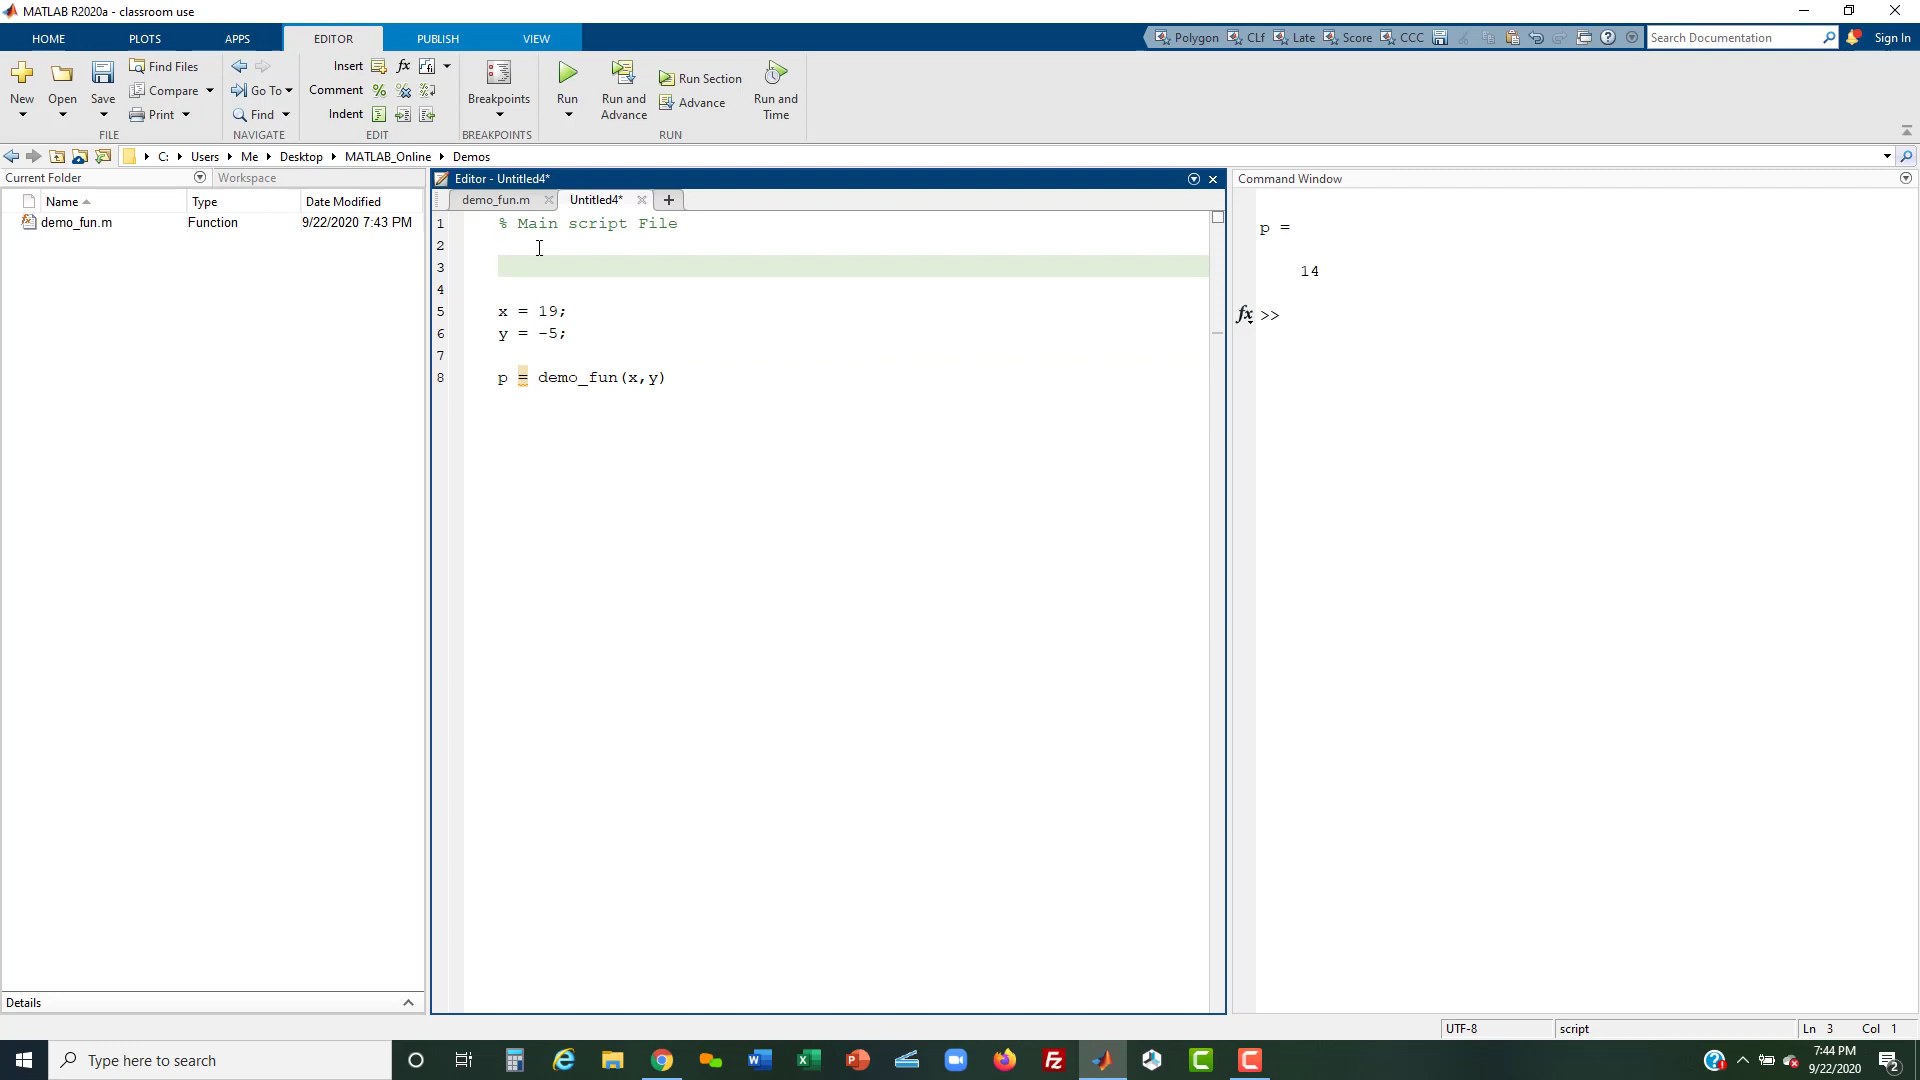 MATLAB R2020a - classroom use
HOME PLOTS APPS EDITOR PUBLISH VIEW
Polygon CLf Late Score CCC
Search Documentation
Sign In
New Open Save
Find Files
Compare
Print
FILE
Go To
Find
NAVIGATE
Insert
Comment
Indent
EDIT
Breakpoints
BREAKPOINTS
Run
Run and Advance
Run Section
Advance
Run and Time
RUN
C: Users Me Desktop MATLAB_Online Demos
Current Folder Workspace
Name Type Date Modified
demo_fun.m Function 9/22/2020 7:43 PM
Details
Editor - Untitled4*
demo_fun.m Untitled4* +
1 % Main script File
2
3
4
5 x = 19;
6 y = -5;
7
8 p = demo_fun(x,y)
Command Window
p =
14
fx >>
UTF-8 script Ln 3 Col 1
Type here to search
7:44 PM
9/22/2020
2